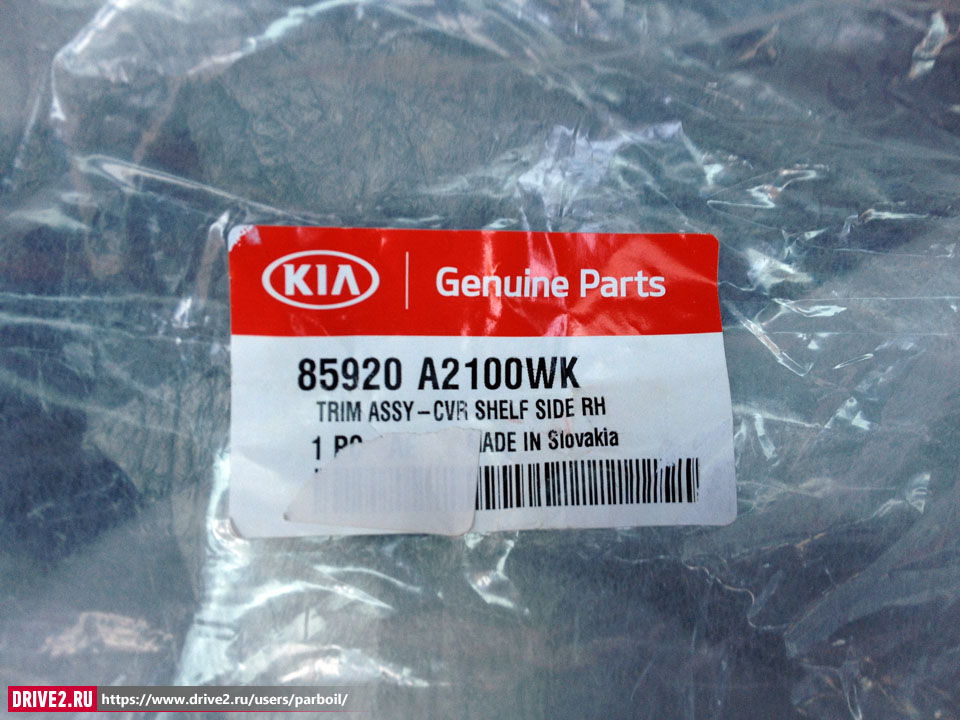 KIA Genuine Parts
85920 A2100WK
TRIM ASSY-CVR SHELF SIDE RH
1 MADE IN Slovakia
DRIVE2.RU https://www.drive2.ru/users/parboil/